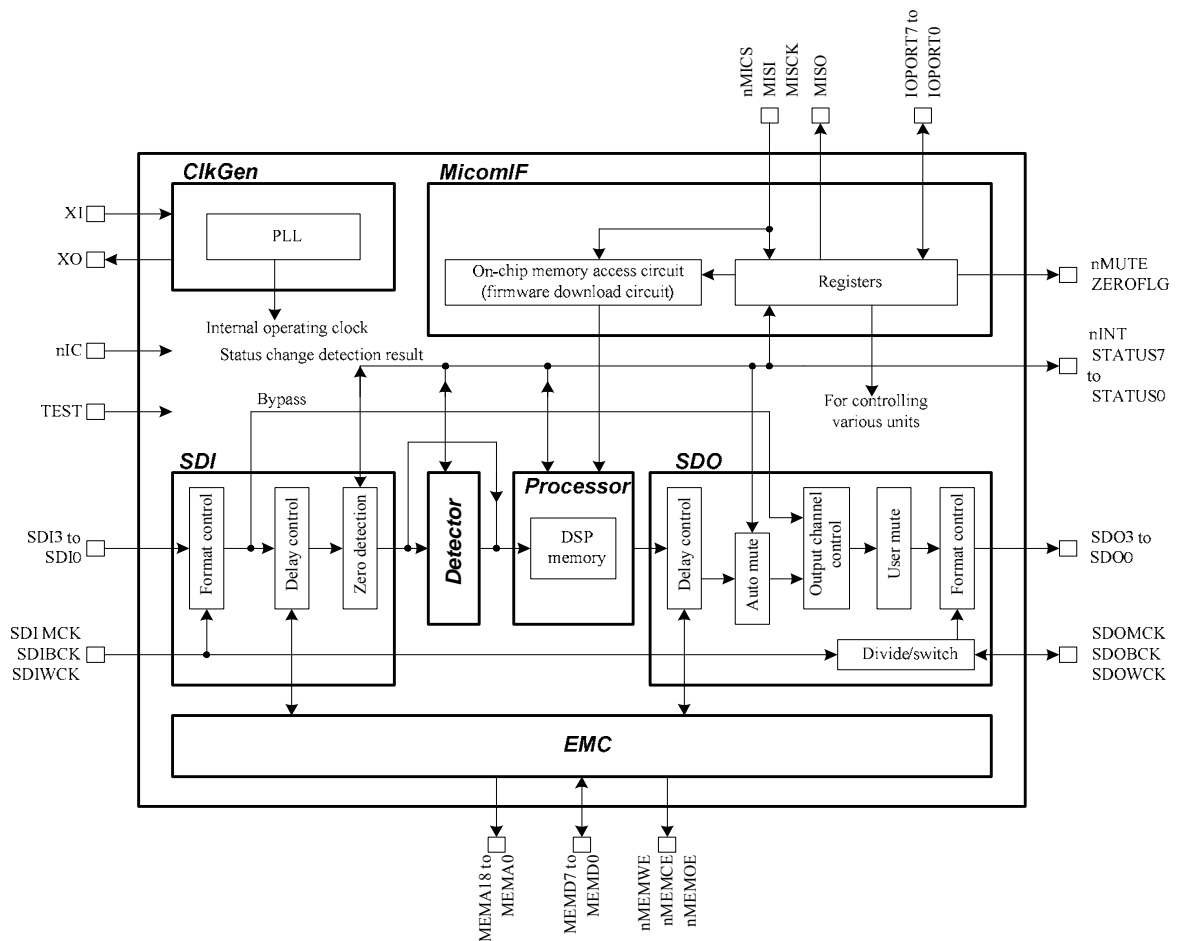 nMICS
MISI
MISCK
MISO
IOPORT7 to
IOPORT0
ClkGen
MicomIF
XI
PLL
XO
On-chip memory access circuit
(firmware download circuit)
Registers
nMUTE
ZEROFLG
Internal operating clock
nIC
Status change detection result
nINT
STATUS7
to
STATUS0
TEST
Bypass
For controlling
various units
SDI
Processor
SDO
SDI3 to
SDI0
Format control
Delay control
Zero detection
Detector
DSP
memory
Delay control
Auto mute
Output channel
control
User mute
Format control
SDO3 to
SDO0
SDIMCK
SDIBCK
SDIWCK
Divide/switch
SDOMCK
SDOBCK
SDOWCK
EMC
MEMA18 to
MEMA0
MEMD7 to
MEMD0
nMEMWE
nMEMCE
nMEMOE